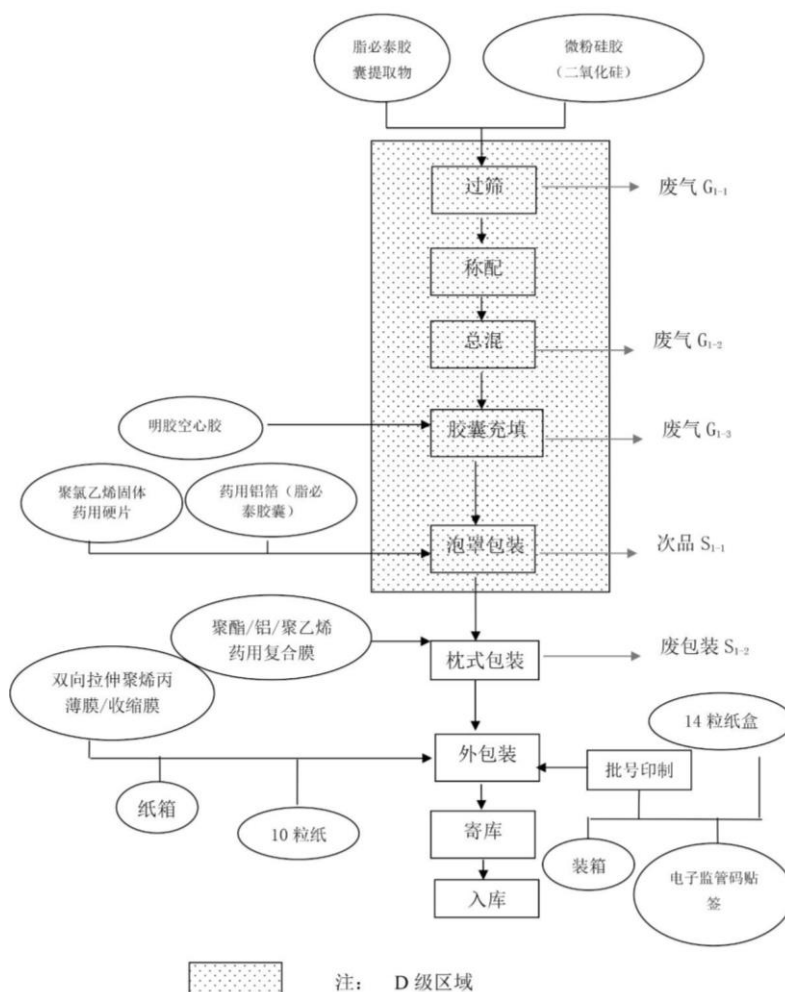 脂必泰胶
囊提取物
微粉硅胶
（二氧化硅）
过筛
废气 G₁₋₁
称配
总混
废气 G₁₋₂
明胶空心胶
胶囊充填
废气 G₁₋₃
聚氯乙烯固体
药用硬片
药用铝箔（脂必
泰胶囊）
泡罩包装
次品 S₁₋₁
聚酯/铝/聚乙烯
药用复合膜
枕式包装
废包装 S₁₋₂
双向拉伸聚烯丙
薄膜/收缩膜
14 粒纸盒
外包装
批号印制
纸箱
10 粒纸
寄库
装箱
电子监管码贴
签
入库
注： D 级区域